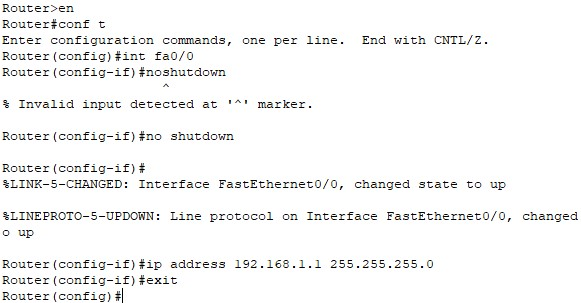 Router>en
Router#conf t
Enter configuration commands, one per line.  End with CNTL/Z.
Router(config)#int fa0/0
Router(config-if)#noshutdown
^
% Invalid input detected at '^' marker.
Router(config-if)#no shutdown
Router(config-if)#
%LINK-5-CHANGED: Interface FastEthernet0/0, changed state to up
%LINEPROTO-5-UPDOWN: Line protocol on Interface FastEthernet0/0, changed
o up
Router(config-if)#ip address 192.168.1.1 255.255.255.0
Router(config-if)#exit
Router(config)#